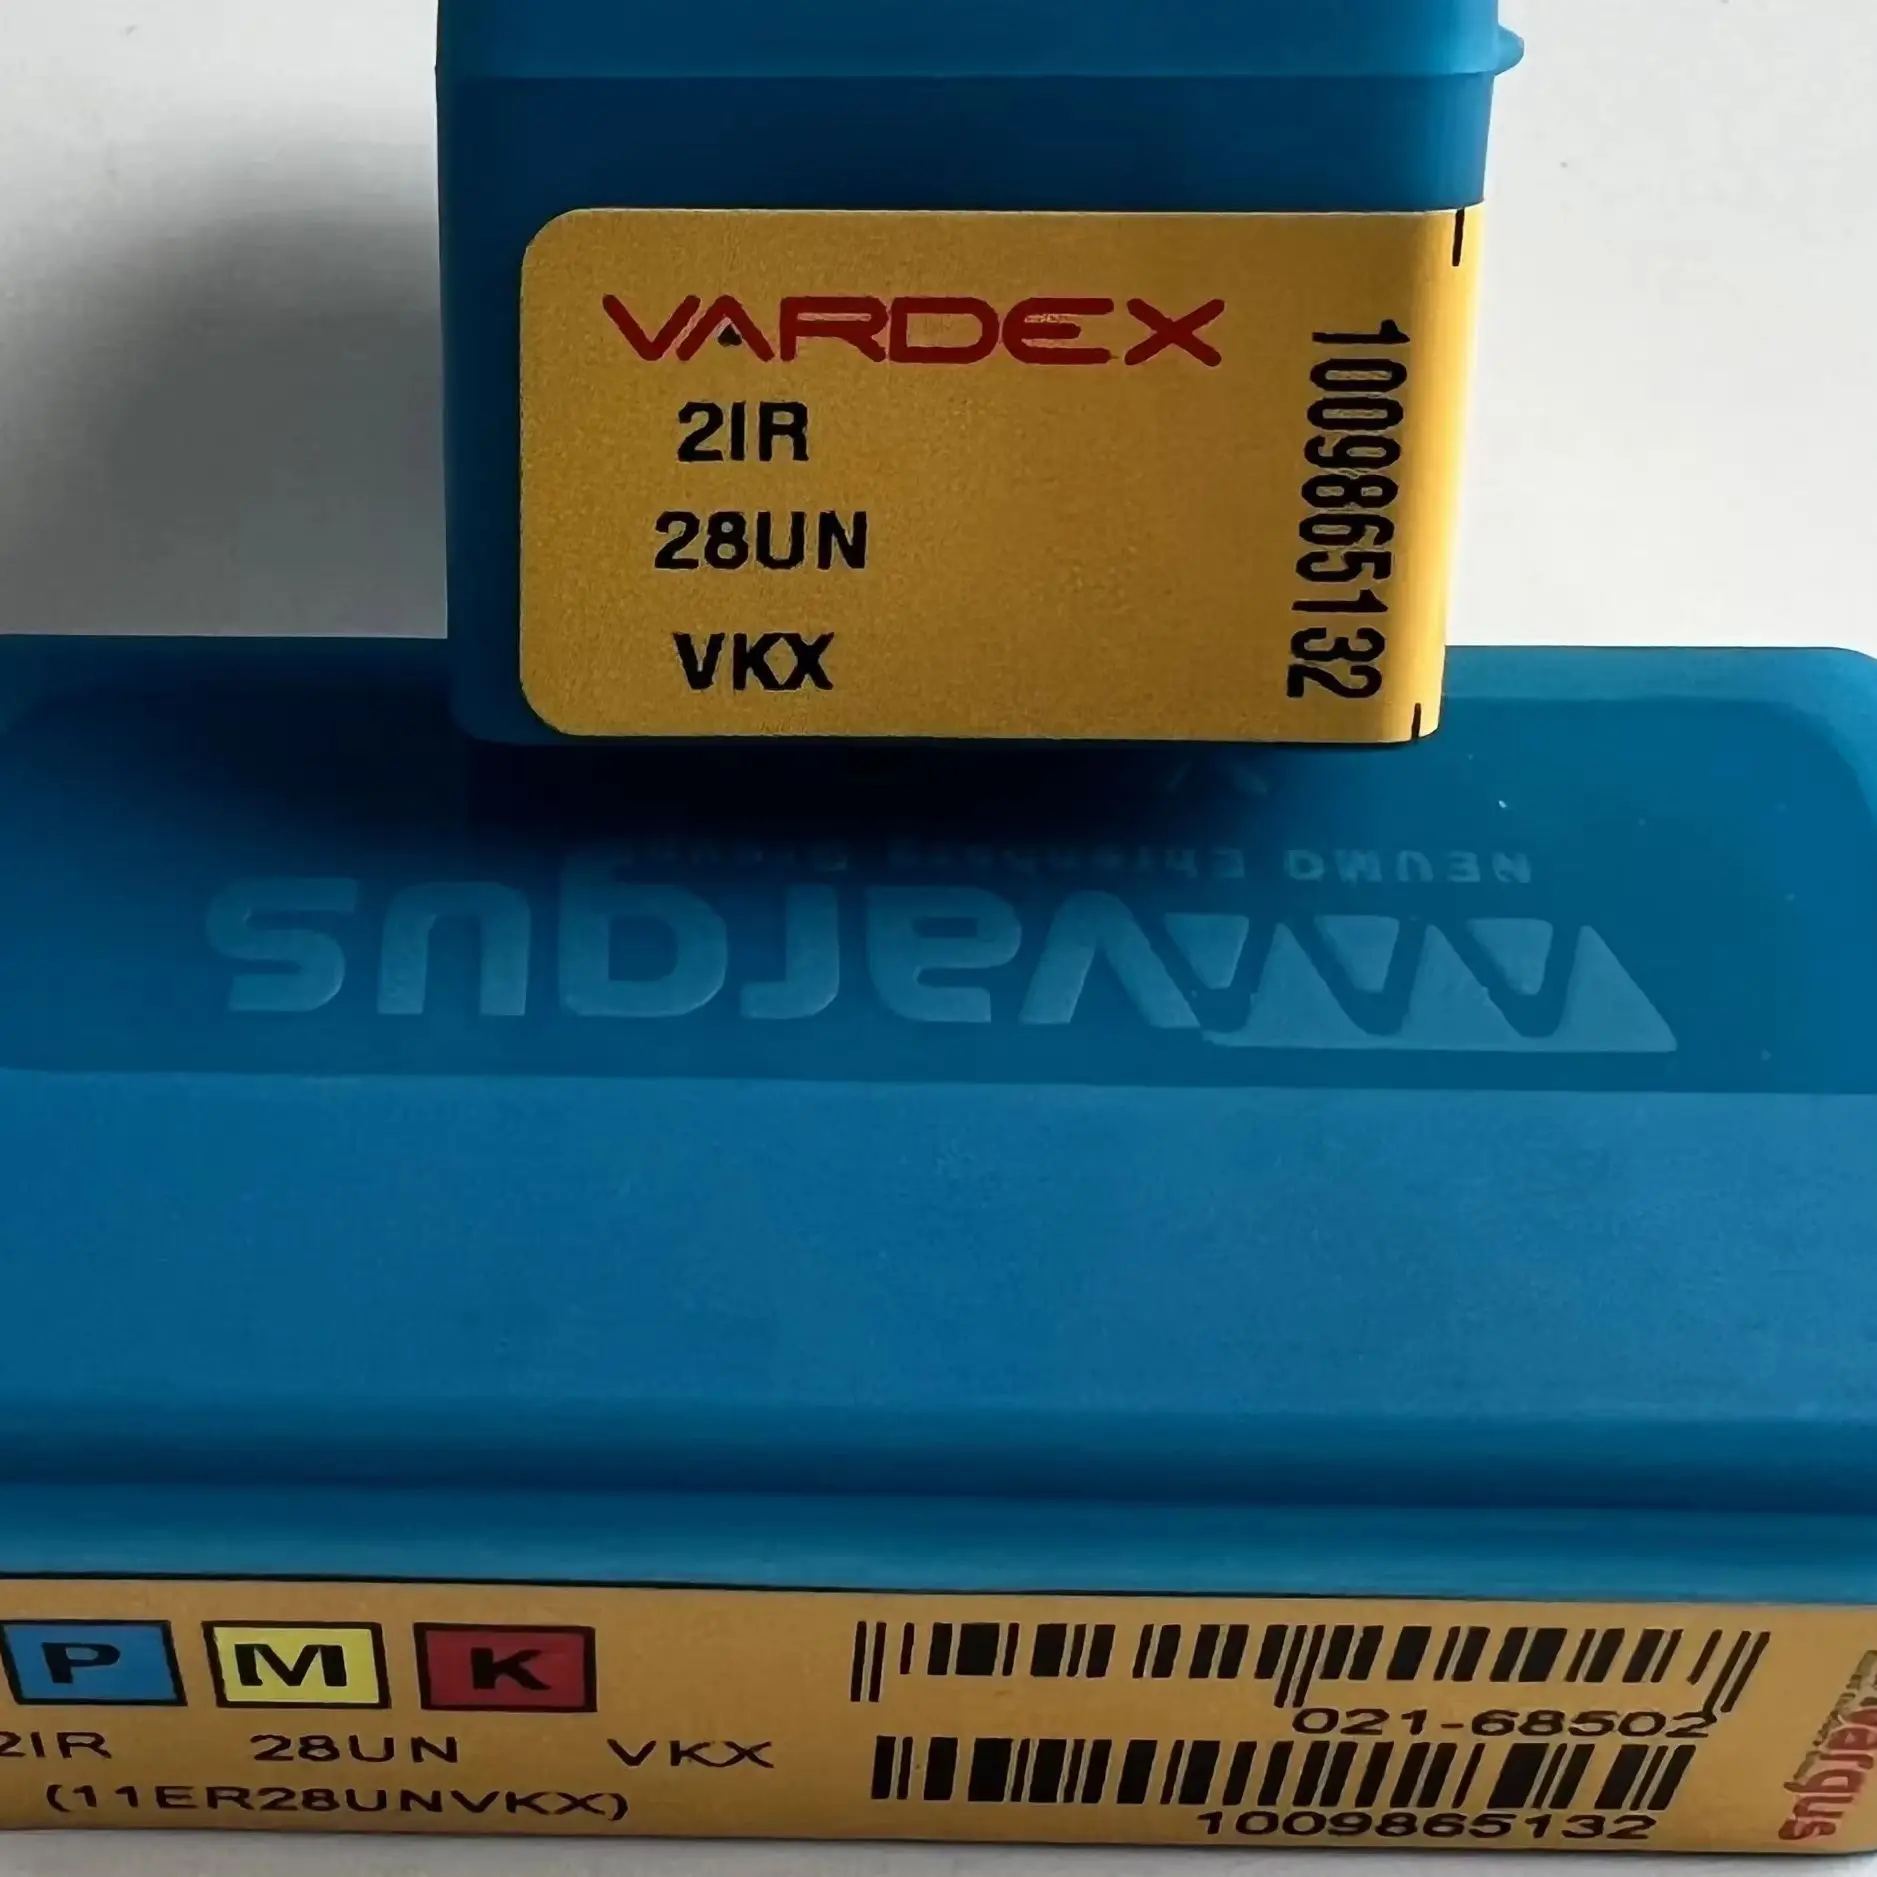 VARDEX
2IR
28UN
VKX
1009865132
vargus
P M K
2IR 28UN VKX
(11ER28UNVKX)
021-68502
1009865132
vargus